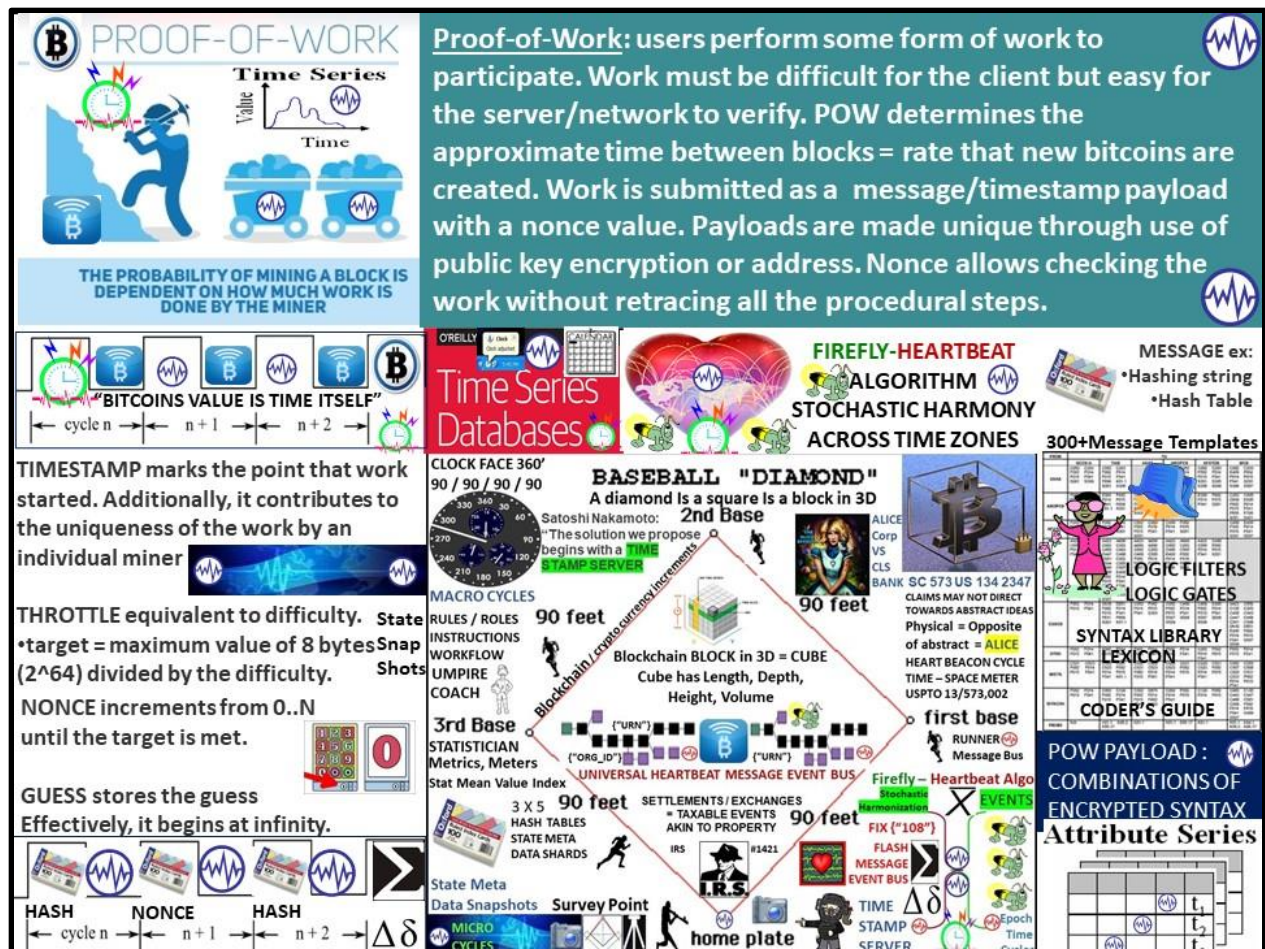 PROOF-OF-WORK
Time Series
Value
Time
THE PROBABILITY OF MINING A BLOCK IS
DEPENDENT ON HOW MUCH WORK IS
DONE BY THE MINER
Proof-of-Work: users perform some form of work to
participate. Work must be difficult for the client but easy for
the server/network to verify. POW determines the
approximate time between blocks = rate that new bitcoins are
created. Work is submitted as a message/timestamp payload
with a nonce value. Payloads are made unique through use of
public key encryption or address. Nonce allows checking the
work without retracing all the procedural steps.
"BITCOINS VALUE IS TIME ITSELF"
cycle n
n + 1
n + 2
O'REILLY
CALENDAR
Time Series
Databases
FIREFLY-HEARTBEAT
ALGORITHM
STOCHASTIC HARMONY
ACROSS TIME ZONES
MESSAGE ex:
•Hashing string
•Hash Table
300+Message Templates
TIMESTAMP marks the point that work
started. Additionally, it contributes to
the uniqueness of the work by an
individual miner
THROTTLE equivalent to difficulty.
•target = maximum value of 8 bytes
(2^64) divided by the difficulty.
State
Snap
Shots
NONCE increments from 0..N
until the target is met.
0
GUESS stores the guess
Effectively, it begins at infinity.
HASH
NONCE
HASH
cycle n
n + 1
n + 2
Δδ
CLOCK FACE 360'
90 / 90 / 90 / 90
BASEBALL "DIAMOND"
A diamond Is a square Is a block in 3D
2nd Base
Satoshi Nakamoto:
"The solution we propose
begins with a TIME
STAMP SERVER
MACRO CYCLES
ALICE
Corp
VS
CLS
BANK SC 573 US 134 2347
CLAIMS MAY NOT DIRECT
TOWARDS ABSTRACT IDEAS
Physical = Opposite
of abstract = ALICE
HEART BEACON CYCLE
TIME – SPACE METER
USPTO 13/573,002
90 feet
90 feet
RULES / ROLES
INSTRUCTIONS
WORKFLOW
UMPIRE
COACH
Blockchain / crypto currency increments
Blockchain BLOCK in 3D = CUBE
Cube has Length, Depth,
Height, Volume
3rd Base
STATISTICIAN
Metrics, Meters
Stat Mean Value Index
{"URN"}
{"ORG_ID"}
{"URN"}
UNIVERSAL HEARTBEAT MESSAGE EVENT BUS
first base
RUNNER
Message Bus
3 X 5
HASH TABLES
STATE META
DATA SHARDS
90 feet
SETTLEMENTS / EXCHANGES
= TAXABLE EVENTS
AKIN TO PROPERTY
90 feet
IRS
#1421
I.R.S.
Firefly – Heartbeat Algo
Stochastic
Harmonization
EVENTS
FIX {"108"}
FLASH
MESSAGE
EVENT BUS
TIME
STAMP
SERVER
Δδ
Epoch
Time
State Meta
Data Snapshots
Survey Point
MICRO
CYCLES
home plate
LOGIC FILTERS
LOGIC GATES
SYNTAX LIBRARY
LEXICON
CODER'S GUIDE
POW PAYLOAD :
COMBINATIONS OF
ENCRYPTED SYNTAX
Attribute Series
t1
t2